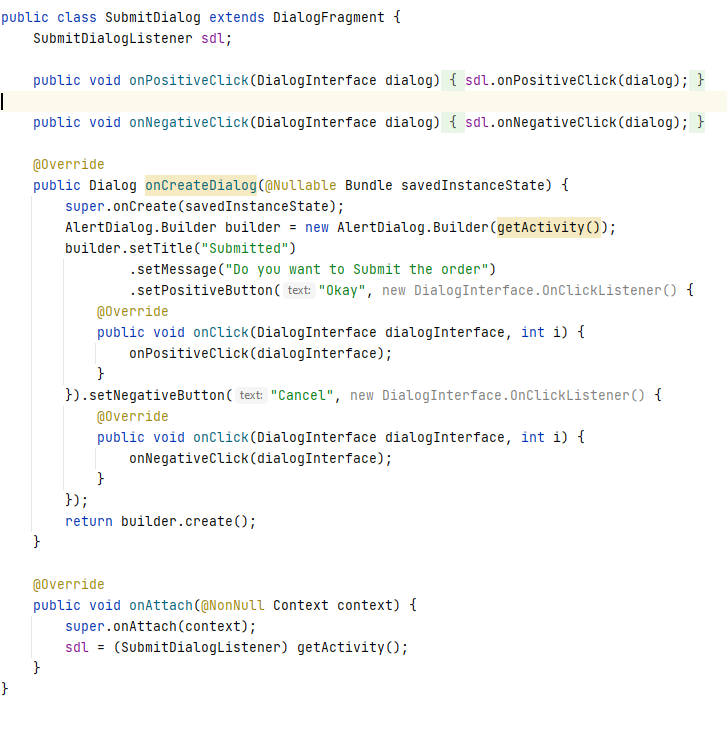 public class SubmitDialog extends DialogFragment {
    SubmitDialogListener sdl;

    public void onPositiveClick(DialogInterface dialog) { sdl.onPositiveClick(dialog); }

    public void onNegativeClick(DialogInterface dialog) { sdl.onNegativeClick(dialog); }

    @Override
    public Dialog onCreateDialog(@Nullable Bundle savedInstanceState) {
        super.onCreate(savedInstanceState);
        AlertDialog.Builder builder = new AlertDialog.Builder(getActivity());
        builder.setTitle("Submitted")
                .setMessage("Do you want to Submit the order")
                .setPositiveButton( text: "Okay", new DialogInterface.OnClickListener() {
            @Override
            public void onClick(DialogInterface dialogInterface, int i) {
                onPositiveClick(dialogInterface);
            }
        }).setNegativeButton( text: "Cancel", new DialogInterface.OnClickListener() {
            @Override
            public void onClick(DialogInterface dialogInterface, int i) {
                onNegativeClick(dialogInterface);
            }
        });
        return builder.create();
    }

    @Override
    public void onAttach(@NonNull Context context) {
        super.onAttach(context);
        sdl = (SubmitDialogListener) getActivity();
    }
}